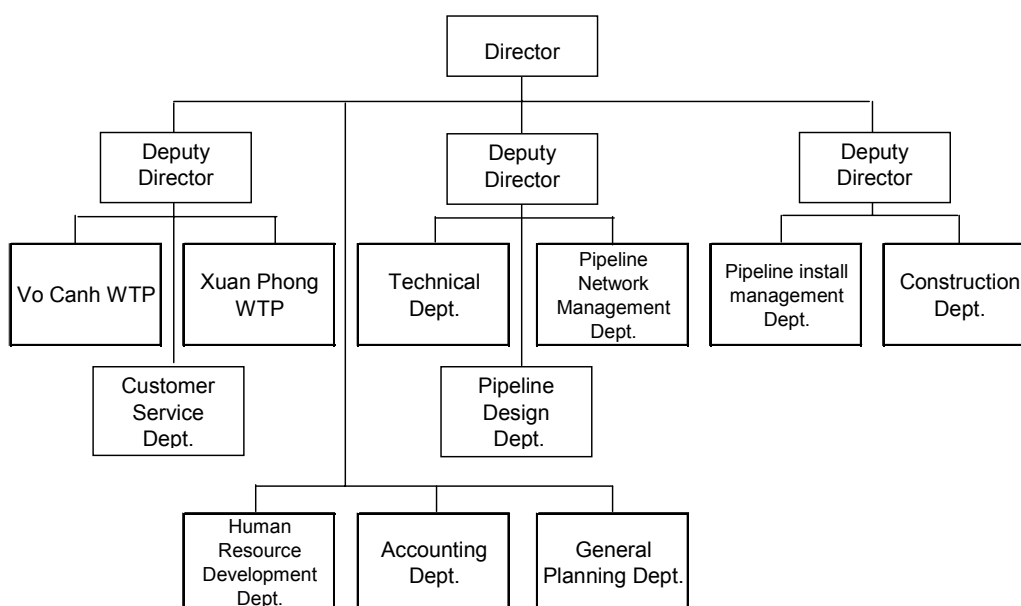 Director
Deputy
Director
Deputy
Director
Deputy
Director
Vo Canh WTP
Xuan Phong
WTP
Technical
Dept.
Pipeline
Network
Management
Dept.
Pipeline install
management
Dept.
Construction
Dept.
Customer
Service
Dept.
Pipeline
Design
Dept.
Human
Resource
Development
Dept.
Accounting
Dept.
General
Planning Dept.